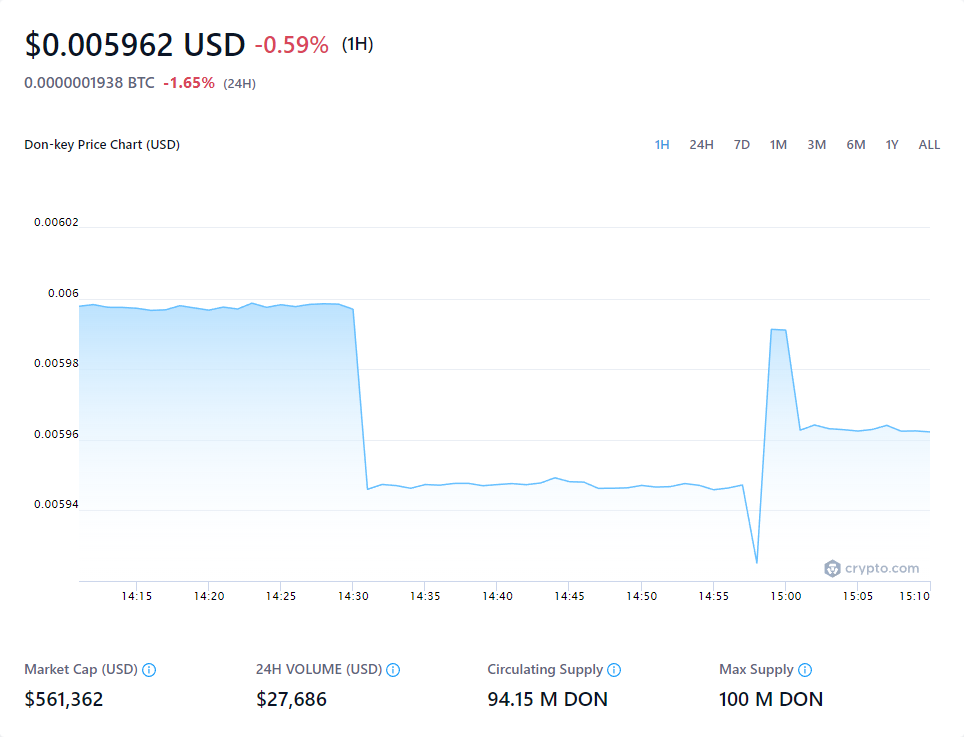 $0.005962 USD -0.59% (1H)
0.0000001938 BTC -1.65% (24H)
Don-key Price Chart (USD) 1H 24H 7D 1M 3M 6M 1Y ALL
0.00602
0.006
0.00598
0.00596
0.00594
crypto.com
14:15 14:20 14:25 14:30 14:35 14:40 14:45 14:50 14:55 15:00 15:05 15:10
Market Cap (USD) 24H VOLUME (USD) Circulating Supply Max Supply
$561,362 $27,686 94.15 M DON 100 M DON